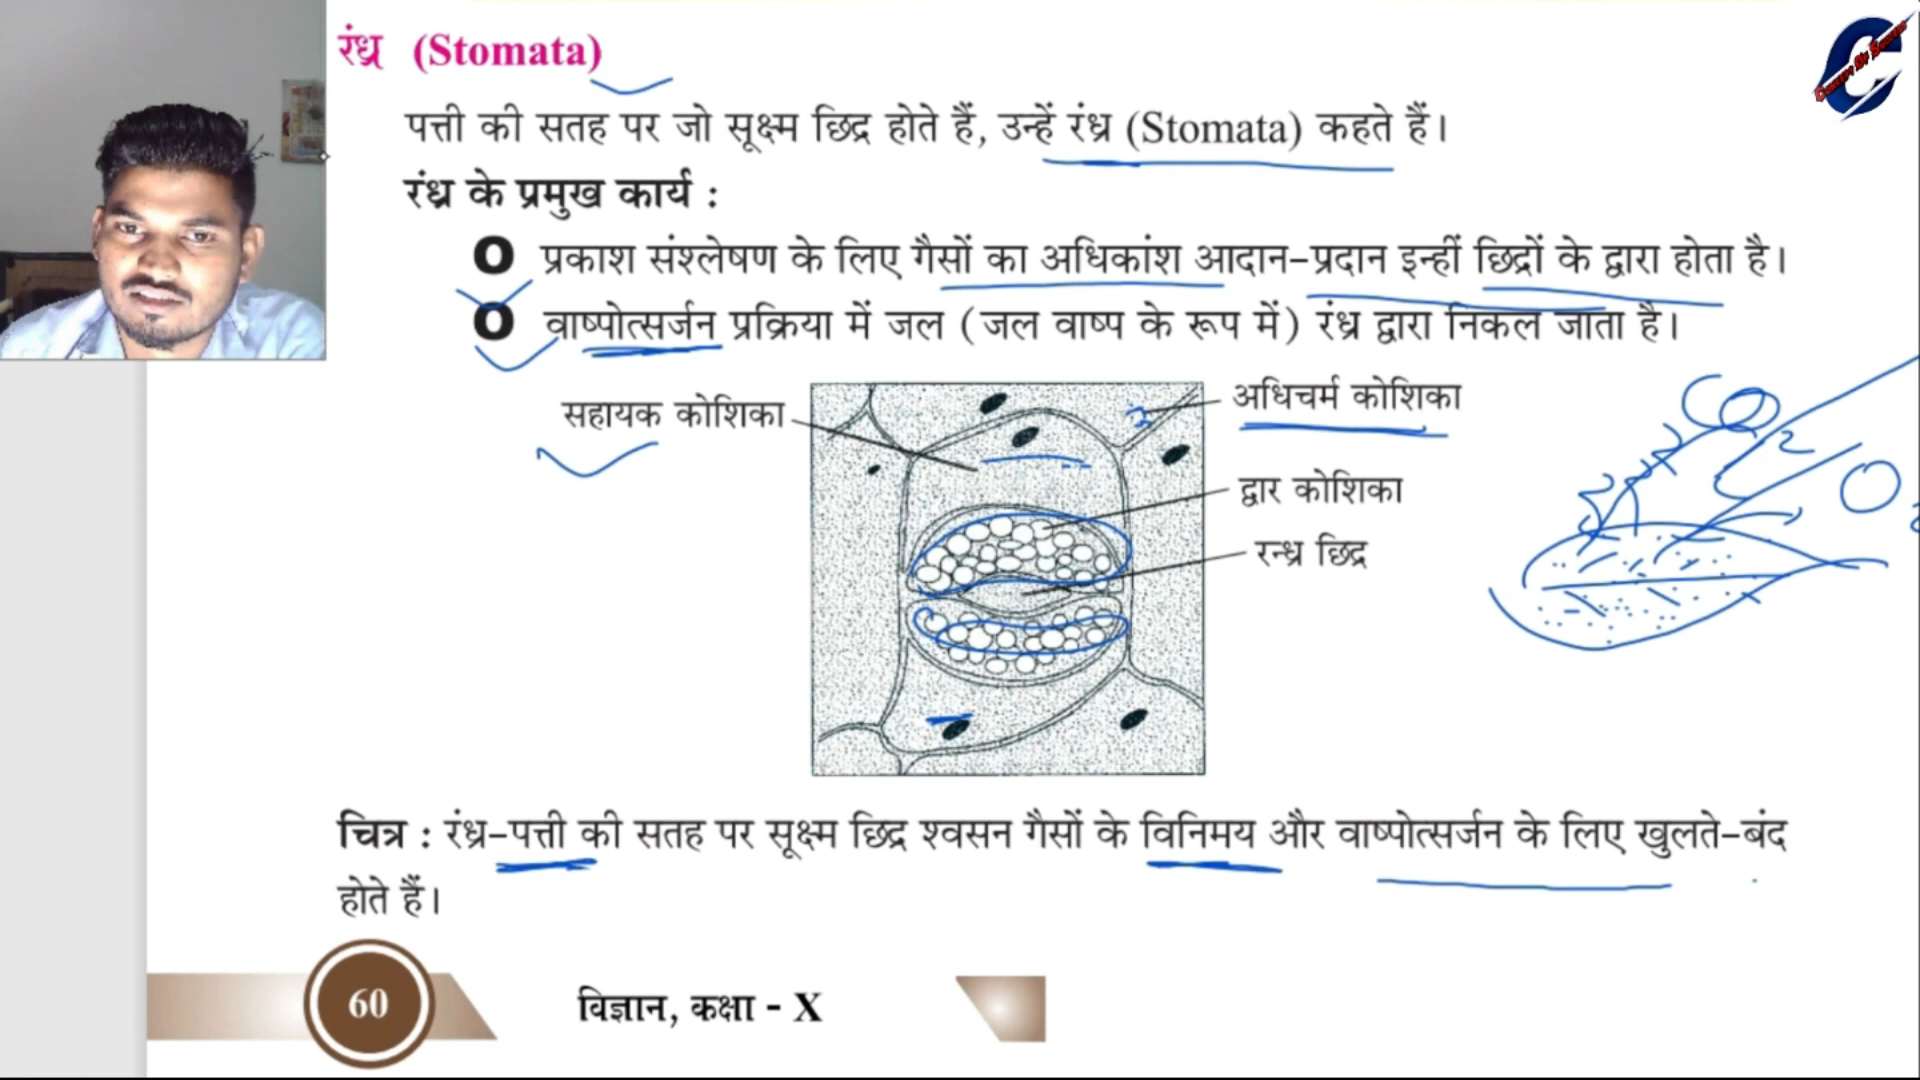 रंध्र (Stomata)
पत्ती की सतह पर जो सूक्ष्म छिद्र होते हैं, उन्हें रंध्र (Stomata) कहते हैं।
रंध्र के प्रमुख कार्य :
O प्रकाश संश्लेषण के लिए गैसों का अधिकांश आदान-प्रदान इन्हीं छिद्रों के द्वारा होता है।
O वाष्पोत्सर्जन प्रक्रिया में जल (जल वाष्प के रूप में) रंध्र द्वारा निकल जाता है।
सहायक कोशिका
अधिचर्म कोशिका
द्वार कोशिका
रन्ध्र छिद्र
चित्र : रंध्र-पत्ती की सतह पर सूक्ष्म छिद्र श्वसन गैसों के विनिमय और वाष्पोत्सर्जन के लिए खुलते-बंद
होते हैं।
60
विज्ञान, कक्षा - X